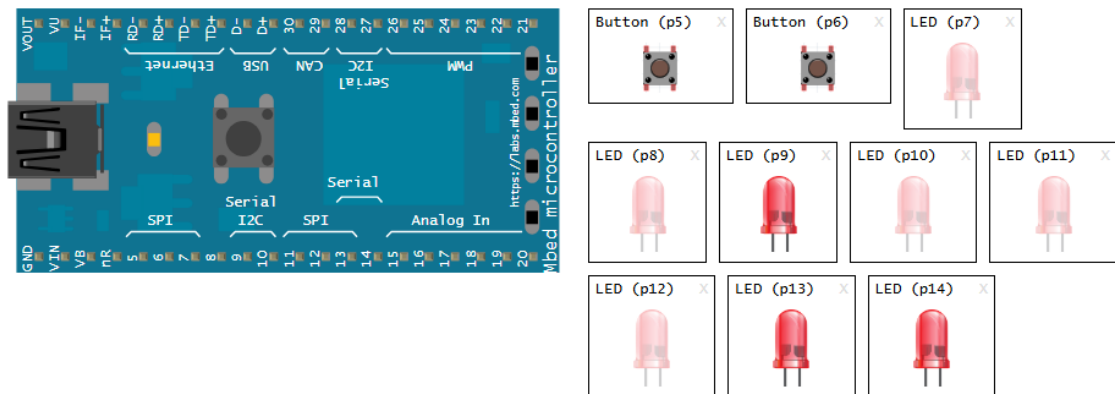 VOUT
VU
IF-
IF+
RD-
RD+
TD-
TD+
D-
D+
30
29
28
27
26
25
24
23
22
21
Ethernet
USB
CAN
I2C
PWM
Serial
https://labs.mbed.com
Mbed microcontroller
Serial
Serial
SPI
I2C
SPI
Analog In
GND
VIN
VB
nR
5
6
7
8
9
10
11
12
13
14
15
16
17
18
19
20
Button (p5) X
Button (p6) X
LED (p7) X
LED (p8) X
LED (p9) X
LED (p10) X
LED (p11) X
LED (p12) X
LED (p13) X
LED (p14) X